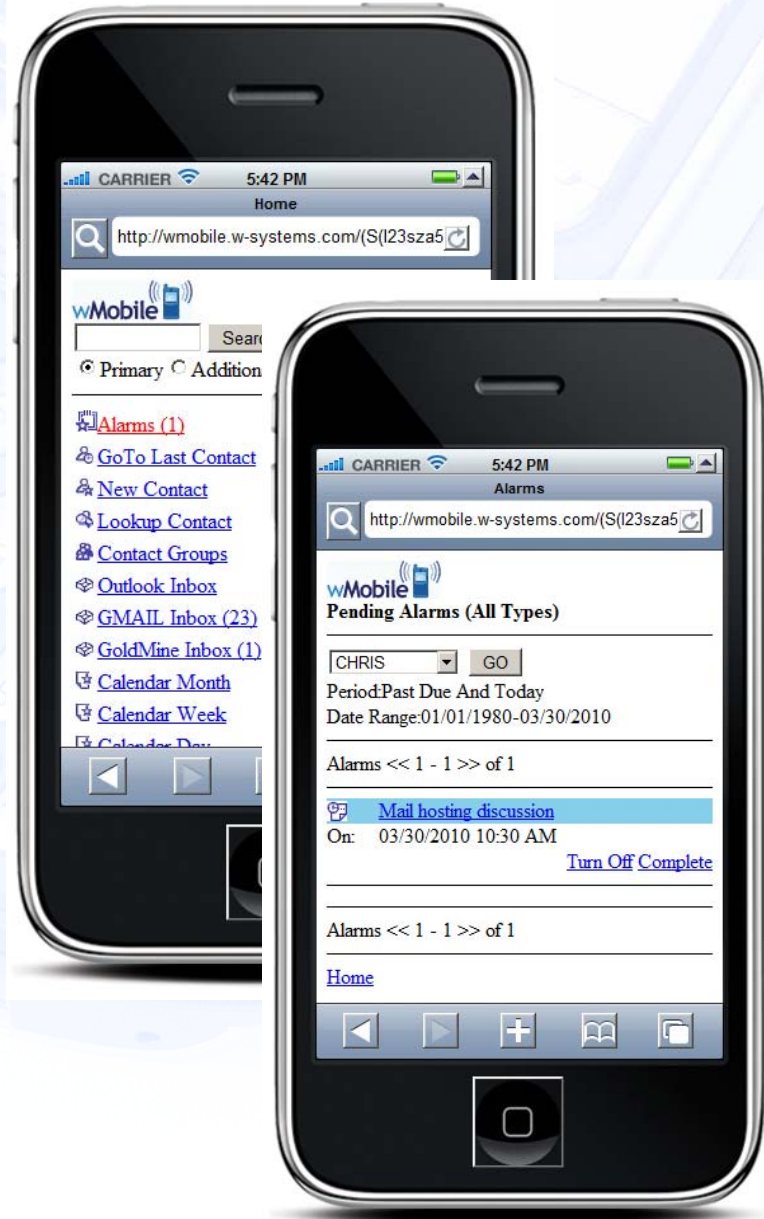 CARRIER 5:42 PM
Home
http://wmobile.w-systems.com/(S(l23sza5
wMobile
Primary Addition
Alarms (1)
GoTo Last Contact
New Contact
Lookup Contact
Contact Groups
Outlook Inbox
GMAIL Inbox (23)
GoldMine Inbox (1)
Calendar Month
Calendar Week
Calendar Day
CARRIER 5:42 PM
Alarms
http://wmobile.w-systems.com/(S(l23sza5
wMobile
Pending Alarms (All Types)
CHRIS GO
Period:Past Due And Today
Date Range:01/01/1980-03/30/2010
Alarms << 1 - 1 >> of 1
Mail hosting discussion
On: 03/30/2010 10:30 AM
Turn Off Complete
Alarms << 1 - 1 >> of 1
Home